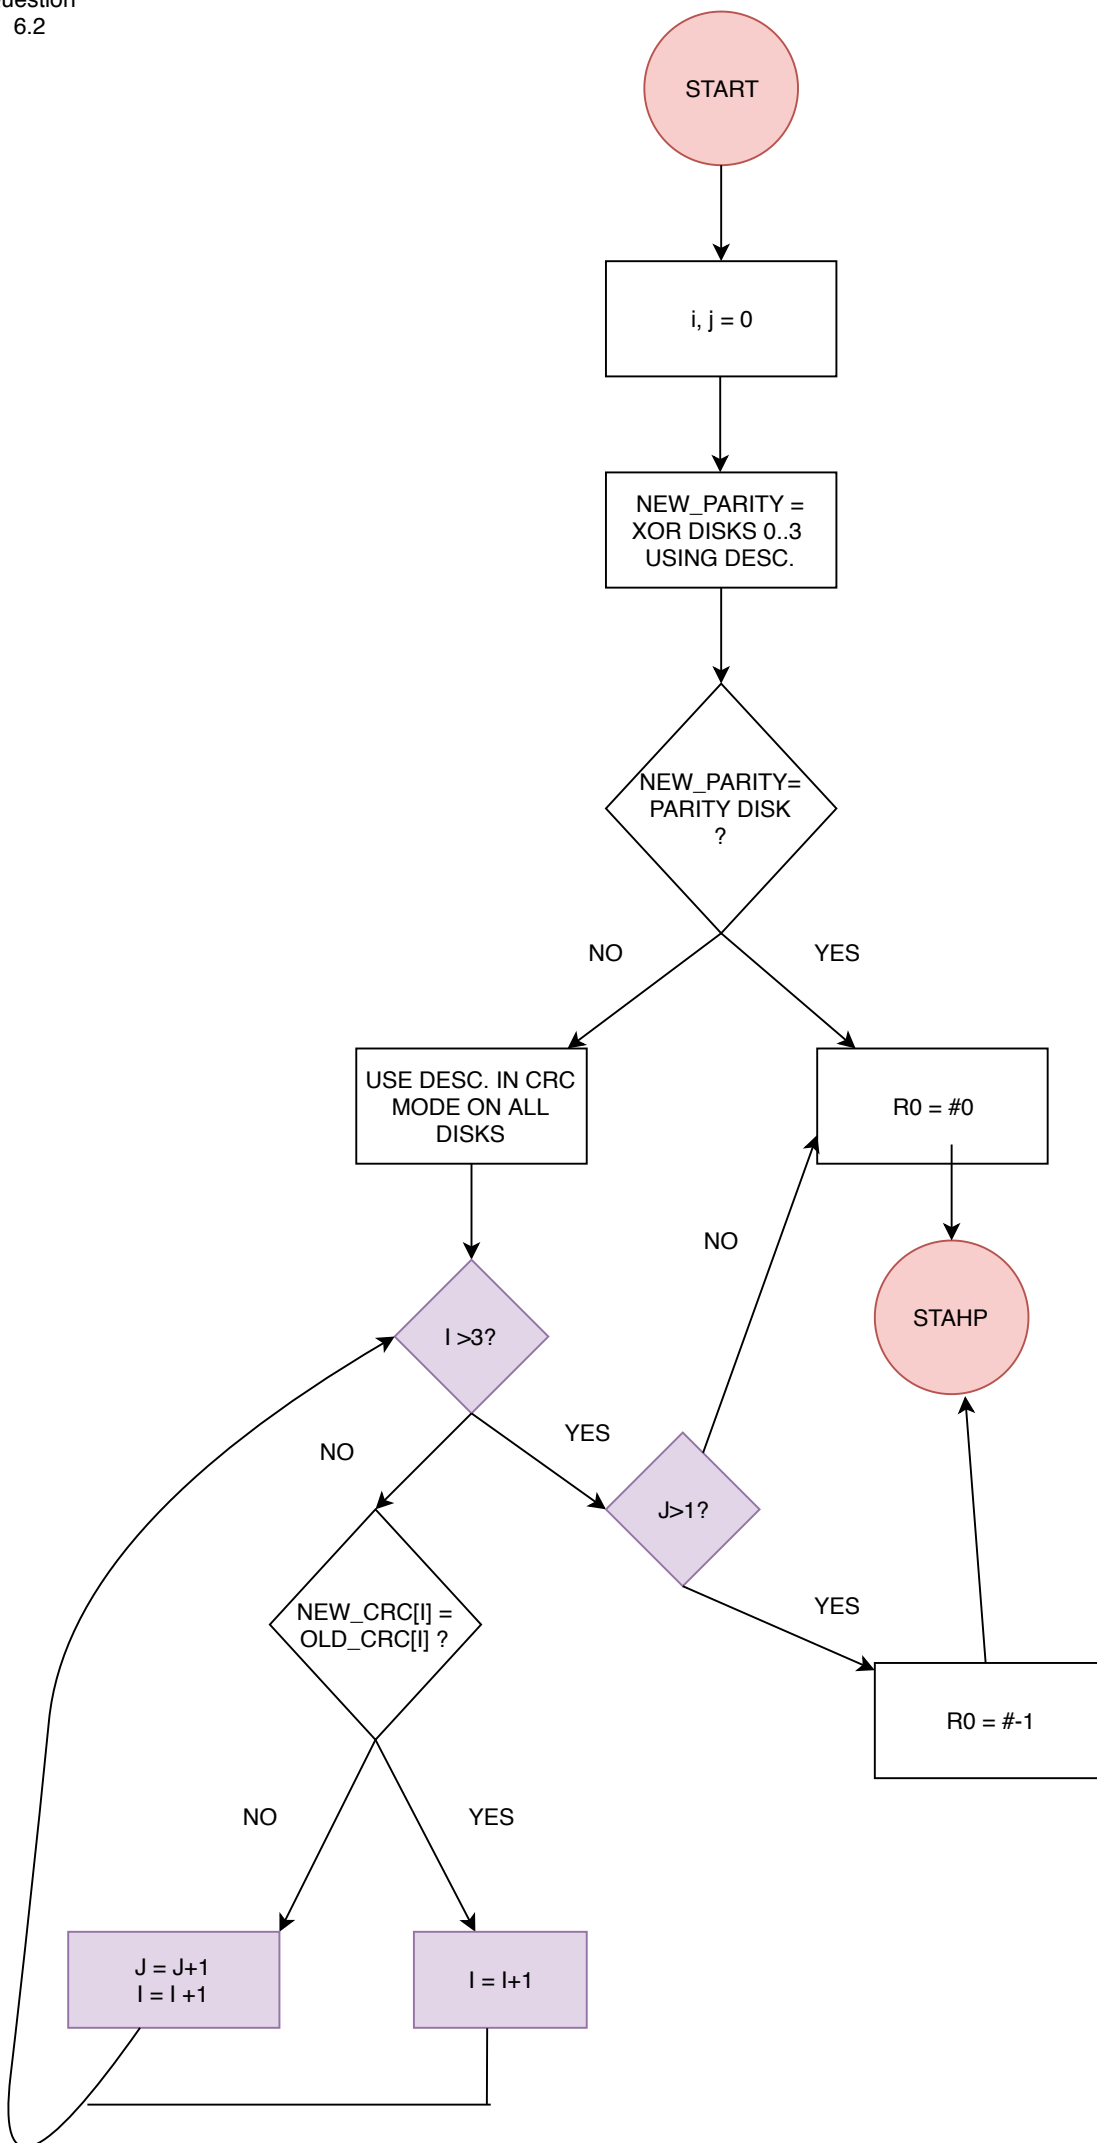 6.2
START
i, j = 0
NEW_PARITY =
XOR DISKS 0..3
USING DESC.
NEW_PARITY=
PARITY DISK
?
NO
YES
USE DESC. IN CRC
MODE ON ALL
DISKS
R0 = #0
NO
STAHP
I >3?
NO
YES
J>1?
NEW_CRC[I] =
OLD_CRC[I] ?
YES
R0 = #-1
NO
YES
J = J+1
I = I +1
I = I+1